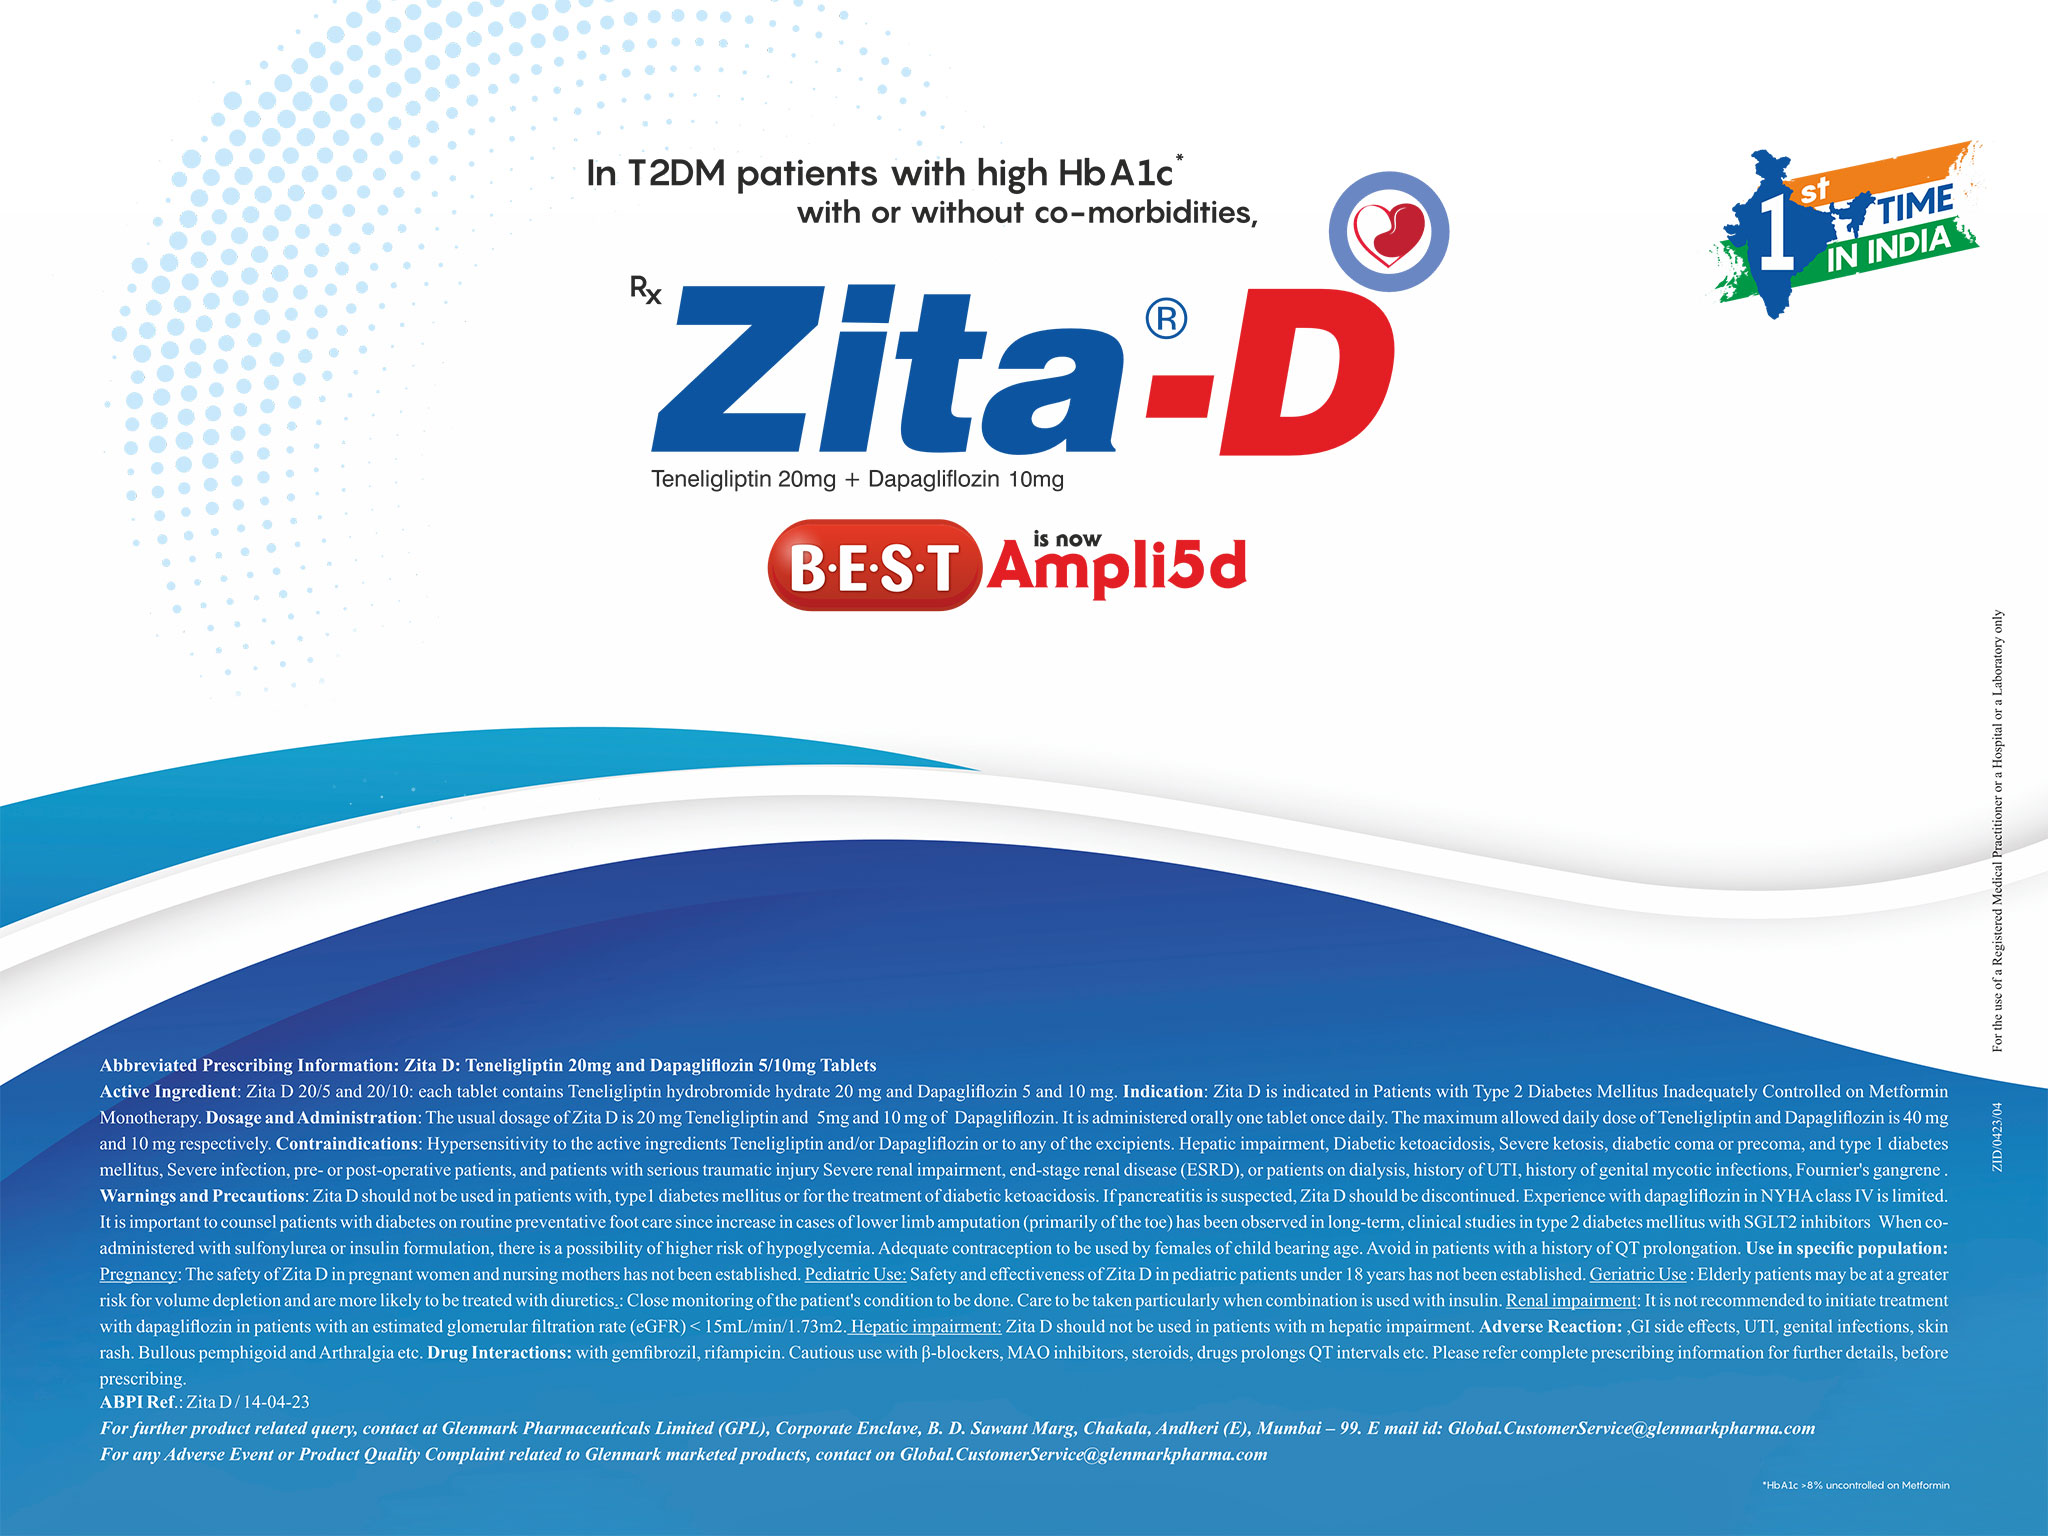 In T2DM patients with high HbA1c*
with or without co-morbidities,
1st TIME
IN INDIA
Rx Zita®-D
Teneligliptin 20mg + Dapagliflozin 10mg
B·E·S·T is now Ampli5d
For the use of a Registered Medical Practitioner or a Hospital or a Laboratory only
ZID/0423/04
Abbreviated Prescribing Information: Zita D: Teneligliptin 20mg and Dapagliflozin 5/10mg Tablets
Active Ingredient: Zita D 20/5 and 20/10: each tablet contains Teneligliptin hydrobromide hydrate 20 mg and Dapagliflozin 5 and 10 mg. Indication: Zita D is indicated in Patients with Type 2 Diabetes Mellitus Inadequately Controlled on Metformin
Monotherapy. Dosage and Administration: The usual dosage of Zita D is 20 mg Teneligliptin and 5mg and 10 mg of Dapagliflozin. It is administered orally one tablet once daily. The maximum allowed daily dose of Teneligliptin and Dapagliflozin is 40 mg
and 10 mg respectively. Contraindications: Hypersensitivity to the active ingredients Teneligliptin and/or Dapagliflozin or to any of the excipients. Hepatic impairment, Diabetic ketoacidosis, Severe ketosis, diabetic coma or precoma, and type 1 diabetes
mellitus, Severe infection, pre- or post-operative patients, and patients with serious traumatic injury Severe renal impairment, end-stage renal disease (ESRD), or patients on dialysis, history of UTI, history of genital mycotic infections, Fournier's gangrene .
Warnings and Precautions: Zita D should not be used in patients with, type1 diabetes mellitus or for the treatment of diabetic ketoacidosis. If pancreatitis is suspected, Zita D should be discontinued. Experience with dapagliflozin in NYHA class IV is limited.
It is important to counsel patients with diabetes on routine preventative foot care since increase in cases of lower limb amputation (primarily of the toe) has been observed in long-term, clinical studies in type 2 diabetes mellitus with SGLT2 inhibitors When co-
administered with sulfonylurea or insulin formulation, there is a possibility of higher risk of hypoglycemia. Adequate contraception to be used by females of child bearing age. Avoid in patients with a history of QT prolongation. Use in specific population:
Pregnancy: The safety of Zita D in pregnant women and nursing mothers has not been established. Pediatric Use: Safety and effectiveness of Zita D in pediatric patients under 18 years has not been established. Geriatric Use : Elderly patients may be at a greater
risk for volume depletion and are more likely to be treated with diuretics.: Close monitoring of the patient's condition to be done. Care to be taken particularly when combination is used with insulin. Renal impairment: It is not recommended to initiate treatment
with dapagliflozin in patients with an estimated glomerular filtration rate (eGFR) < 15mL/min/1.73m2. Hepatic impairment: Zita D should not be used in patients with m hepatic impairment. Adverse Reaction: ,GI side effects, UTI, genital infections, skin
rash. Bullous pemphigoid and Arthralgia etc. Drug Interactions: with gemfibrozil, rifampicin. Cautious use with β-blockers, MAO inhibitors, steroids, drugs prolongs QT intervals etc. Please refer complete prescribing information for further details, before
prescribing.
ABPI Ref.: Zita D / 14-04-23
For further product related query, contact at Glenmark Pharmaceuticals Limited (GPL), Corporate Enclave, B. D. Sawant Marg, Chakala, Andheri (E), Mumbai – 99. E mail id: Global.CustomerService@glenmarkpharma.com
For any Adverse Event or Product Quality Complaint related to Glenmark marketed products, contact on Global.CustomerService@glenmarkpharma.com
*HbA1c >8% uncontrolled on Metformin